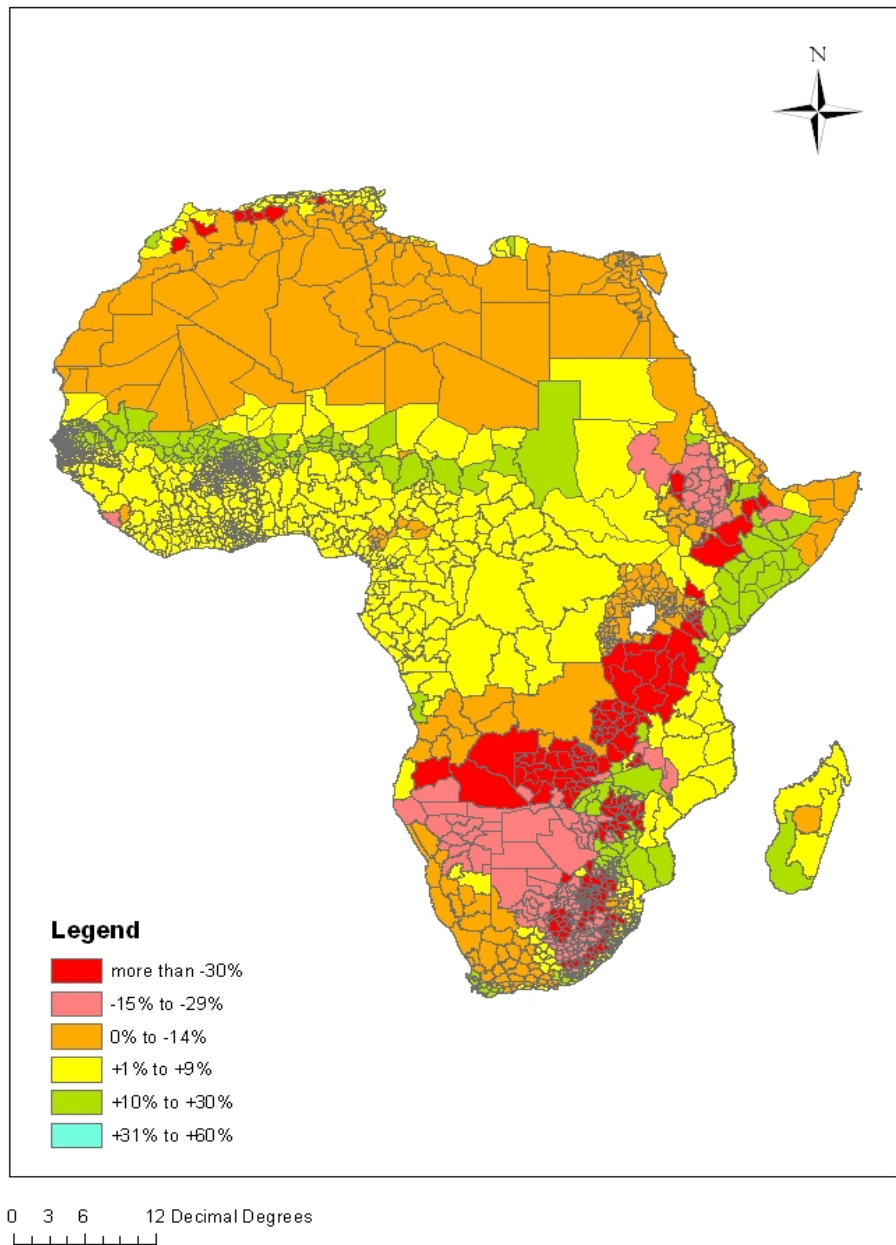 N
Legend
more than -30%
-15% to -29%
0% to -14%
+1% to +9%
+10% to +30%
+31% to +60%
0 3 6 12 Decimal Degrees